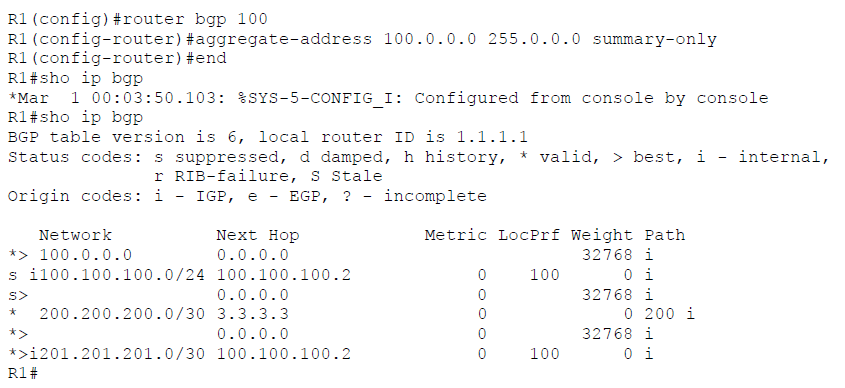 R1(config)#router bgp 100
R1(config-router)#aggregate-address 100.0.0.0 255.0.0.0 summary-only
R1(config-router)#end
R1#sho ip bgp
*Mar  1 00:03:50.103: %SYS-5-CONFIG_I: Configured from console by console
R1#sho ip bgp
BGP table version is 6, local router ID is 1.1.1.1
Status codes: s suppressed, d damped, h history, * valid, > best, i - internal,
              r RIB-failure, S Stale
Origin codes: i - IGP, e - EGP, ? - incomplete

   Network          Next Hop            Metric LocPrf Weight Path
*> 100.0.0.0        0.0.0.0                            32768 i
s i100.100.100.0/24 100.100.100.2            0    100      0 i
s>                  0.0.0.0                  0         32768 i
*  200.200.200.0/30 3.3.3.3                  0             0 200 i
*>                  0.0.0.0                  0         32768 i
*>i201.201.201.0/30 100.100.100.2            0    100      0 i
R1#